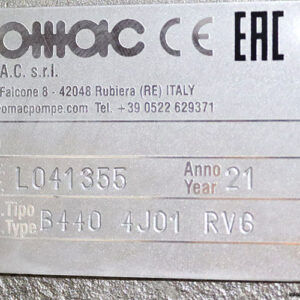 omac CE EAC
A.C. s.r.l.
Falcone 8 - 42048 Rubiera (RE) ITALY
omacpompe.com Tel. +39 0522 629371
L041355 Anno 21
Year
Tipo B440 4J01 RV6
Type